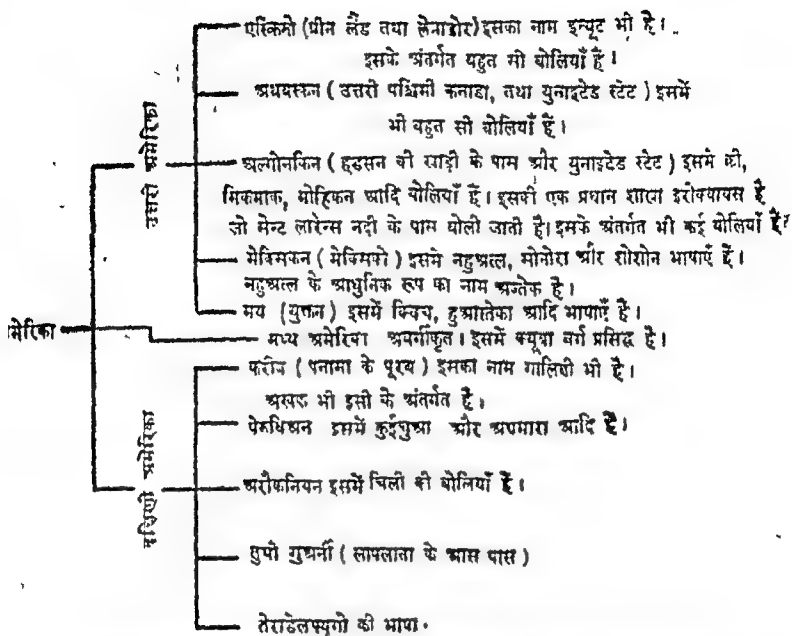 एस्किमो (ग्रीन लैंड तथा लेनाडोर) इसका नाम इन्यूट भी है।
इसके अंतर्गत बहुत सी बोलियाँ हैं।
अथवस्कन (उत्तरी पश्चिमी कनाडा, तथा युनाइटेड स्टेट) इसमें
भी बहुत सी बोलियाँ हैं।
उत्तरी अमेरिका
अल्गोनकिन (हडसन की खाड़ी के पास और युनाइटेड स्टेट) इसमें क्री,
मिकमाक, मोहिकन आदि बोलियाँ हैं। इसकी एक प्रधान शाखा इरोक्वायस है
जो सेन्ट लारेन्स नदी के पास बोली जाती है। इसके अंतर्गत भी कई बोलियाँ हैं
मेक्सिकन (मेक्सिको) इसमें नहुअत्ल, सोनोरा और शोशोन भाषाएँ हैं।
नहुअत्ल के आधुनिक रूप का नाम अज्तेक है।
मय (युक्तन) इसमें क्विच, हुआतेका आदि भाषाएँ हैं।
मेरिका
मध्य अमेरिका अवर्गीकृत। इसमें क्यूवा वर्ग प्रसिद्ध है।
करीब (पनामा के पूरब) इसका नाम गालिबी भी है।
अरवक भी इसी के अंतर्गत है।
पेरुविअन इसमें कुईचुआ और अयमारा आदि हैं।
दक्षिणी अमेरिका
अरौकनियन इसमें चिली की बोलियाँ हैं।
तुपी गुअर्नी (लाप्लाता के आस पास)
तेराडेलफ्यूगो की भाषा.